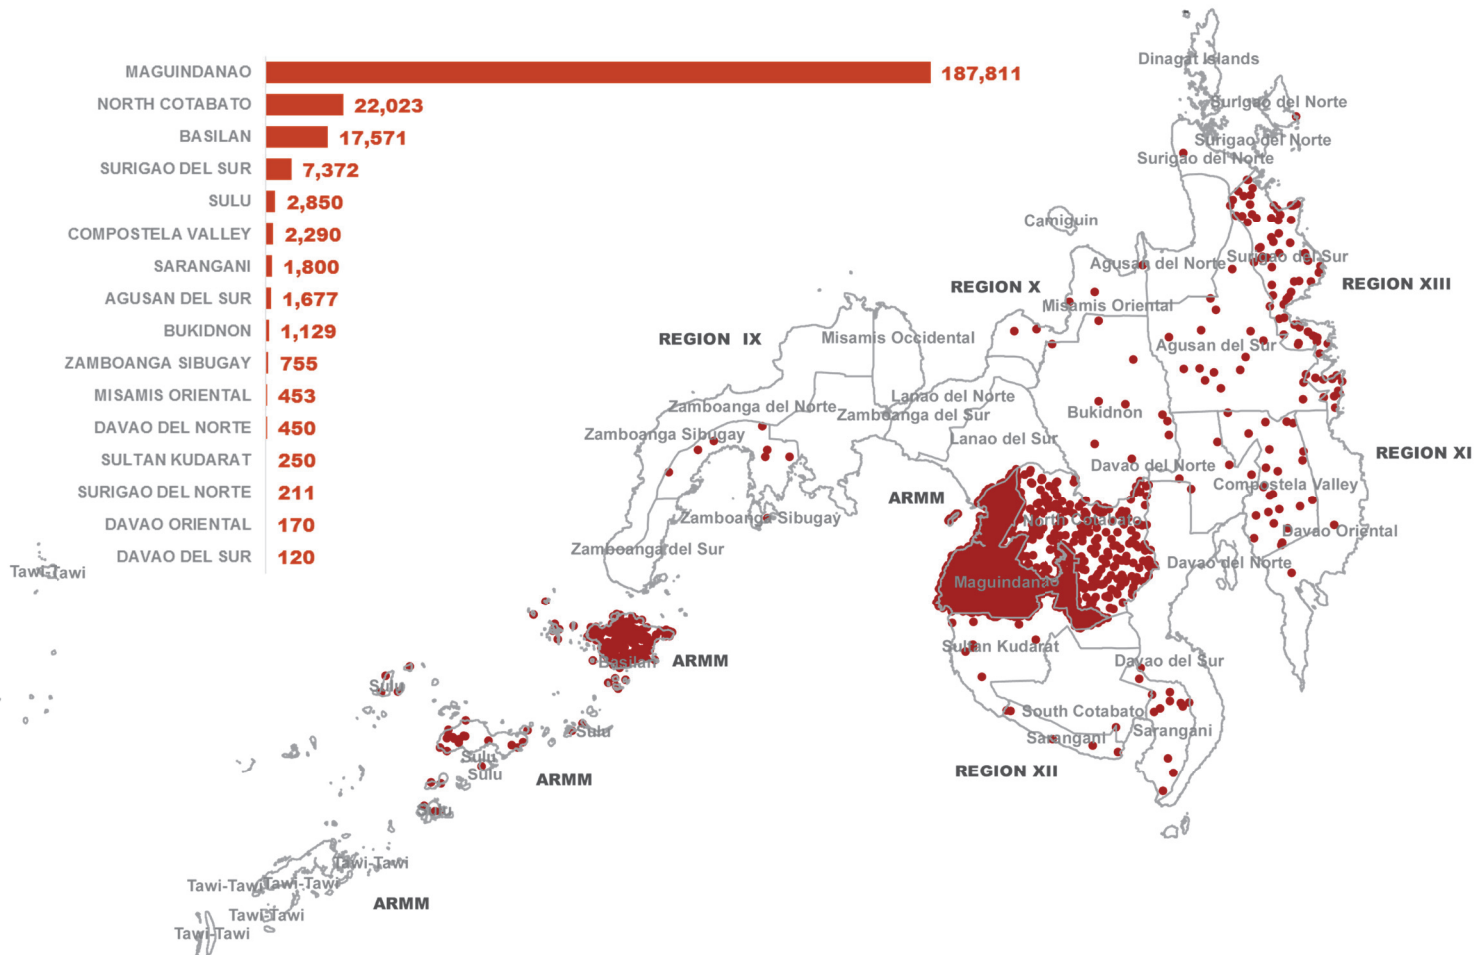 MAGUINDANAO 187,811
NORTH COTABATO 22,023
BASILAN 17,571
SURIGAO DEL SUR 7,372
SULU 2,850
COMPOSTELA VALLEY 2,290
SARANGANI 1,800
AGUSAN DEL SUR 1,677
BUKIDNON 1,129
ZAMBOANGA SIBUGAY 755
MISAMIS ORIENTAL 453
DAVAO DEL NORTE 450
SULTAN KUDARAT 250
SURIGAO DEL NORTE 211
DAVAO ORIENTAL 170
DAVAO DEL SUR 120
Dinagat Islands
Surigao del Norte
Surigao del Norte
Surigao del Norte
Camiguin
Agusan del Norte
Surigao del Sur
REGION XIII
REGION X
Misamis Oriental
REGION IX
Misamis Occidental
Agusan del Sur
Lanao del Norte
Zamboanga del Norte
Zamboanga del Sur
Bukidnon
Zamboanga Sibugay
Lanao del Sur
REGION XI
Davao del Norte
Compostela Valley
ARMM
Zamboanga Sibugay
North Cotabato
Davao Oriental
Zamboanga del Sur
Davao del Norte
Tawi-Tawi
Maguindanao
Sultan Kudarat
Basilan
ARMM
Davao del Sur
Sulu
South Cotabato
Sulu
Sarangani
Sarangani
Sulu
Sulu
ARMM
REGION XII
Sulu
Tawi-Tawi
Tawi-Tawi
Tawi-Tawi
ARMM
Tawi-Tawi
Tawi-Tawi